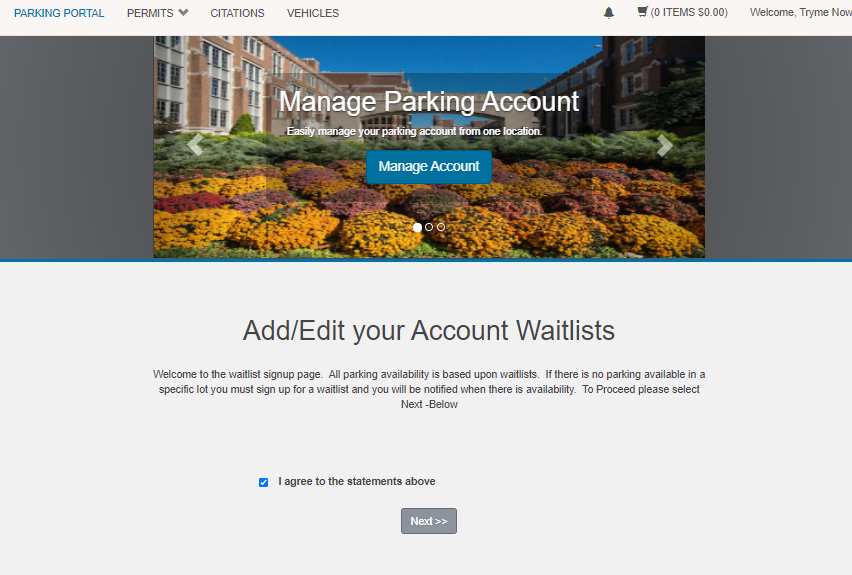 PARKING PORTAL PERMITS CITATIONS VEHICLES (0 ITEMS $0.00) Welcome, Tryme Now
Manage Parking Account
Easily manage your parking account from one location.
Manage Account
Add/Edit your Account Waitlists
Welcome to the waitlist signup page. All parking availability is based upon waitlists. If there is no parking available in a
specific lot you must sign up for a waitlist and you will be notified when there is availability. To Proceed please select
Next -Below
I agree to the statements above
Next >>